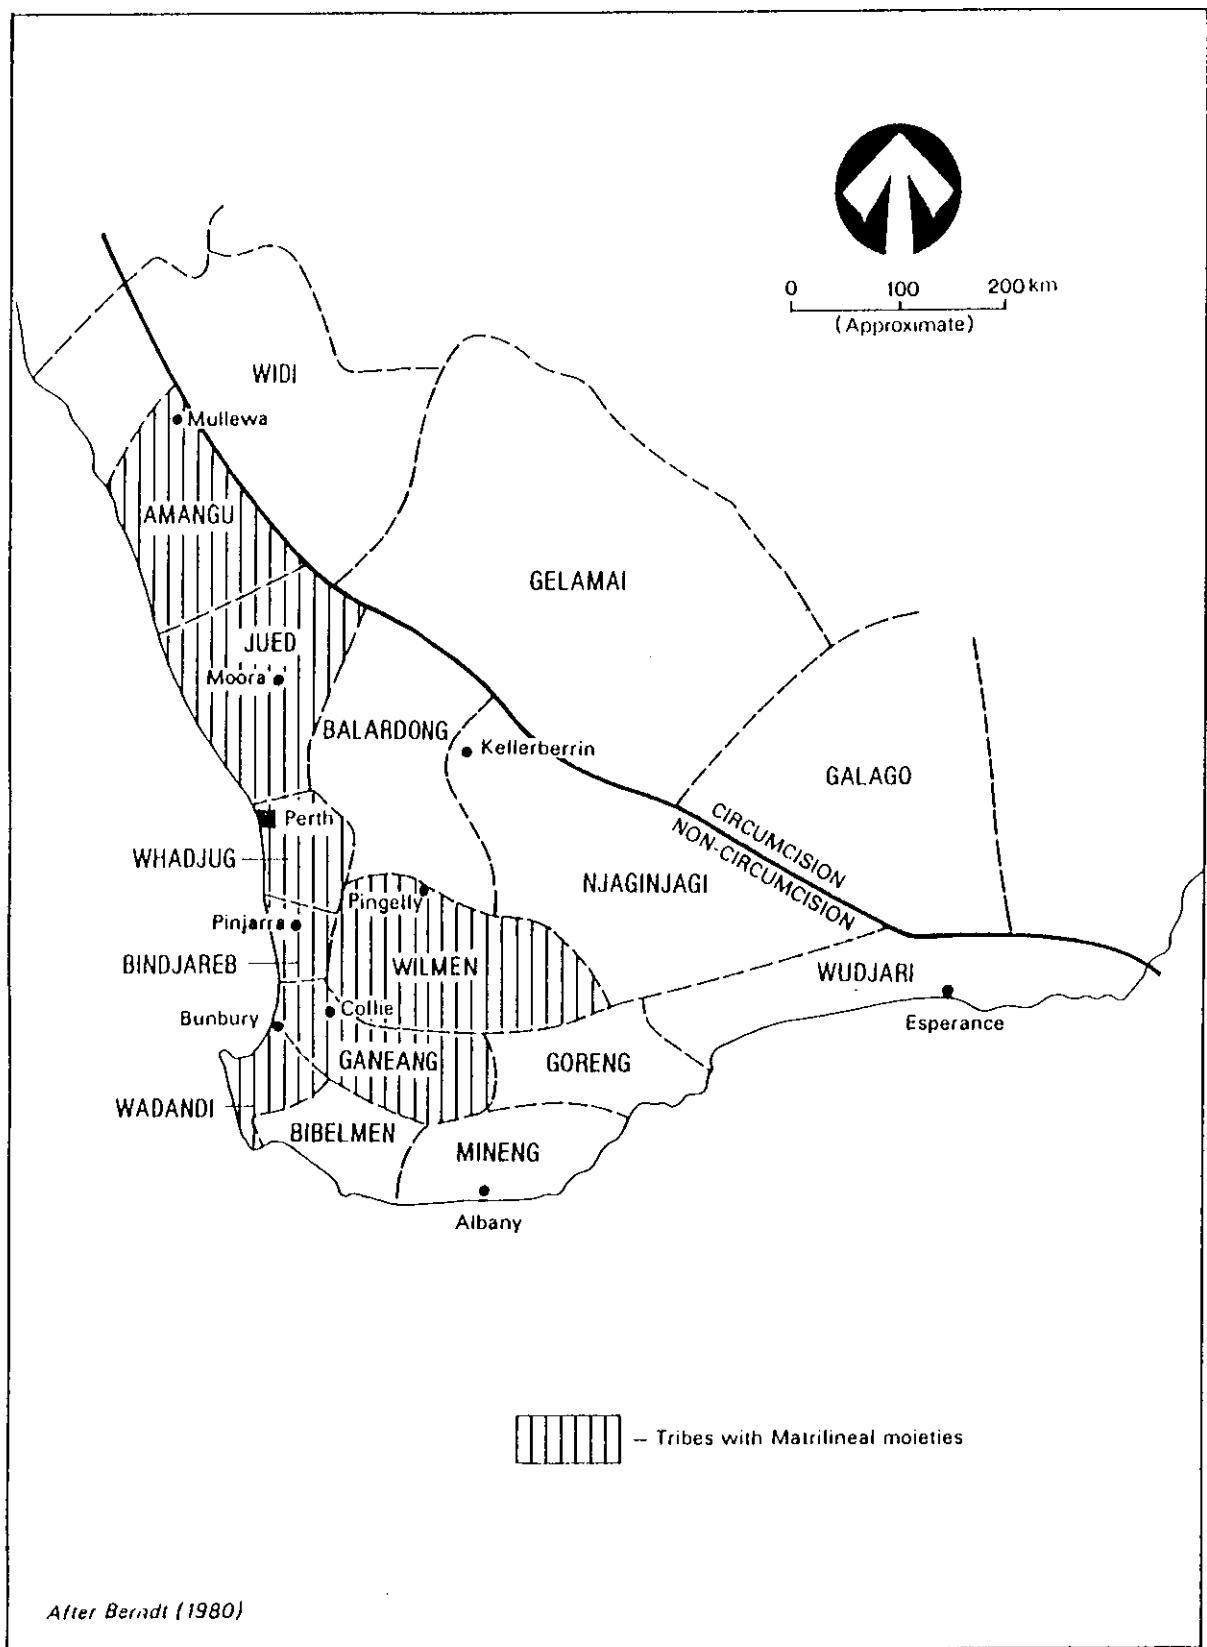 0 100 200 km
(Approximate)
WIDI
Mullewa
AMANGU
GELAMAI
JUED
Moora
BALARDONG
Kellerberrin
GALAGO
Perth
CIRCUMCISION
NON-CIRCUMCISION
WHADJUG
NJAGINJAGI
Pingelly
Pinjarra
BINDJAREB
WILMEN
WUDJARI
Collie
Bunbury
Esperance
GANEANG
GORENG
WADANDI
BIBELMEN
MINENG
Albany
– Tribes with Matrilineal moieties
After Berndt (1980)